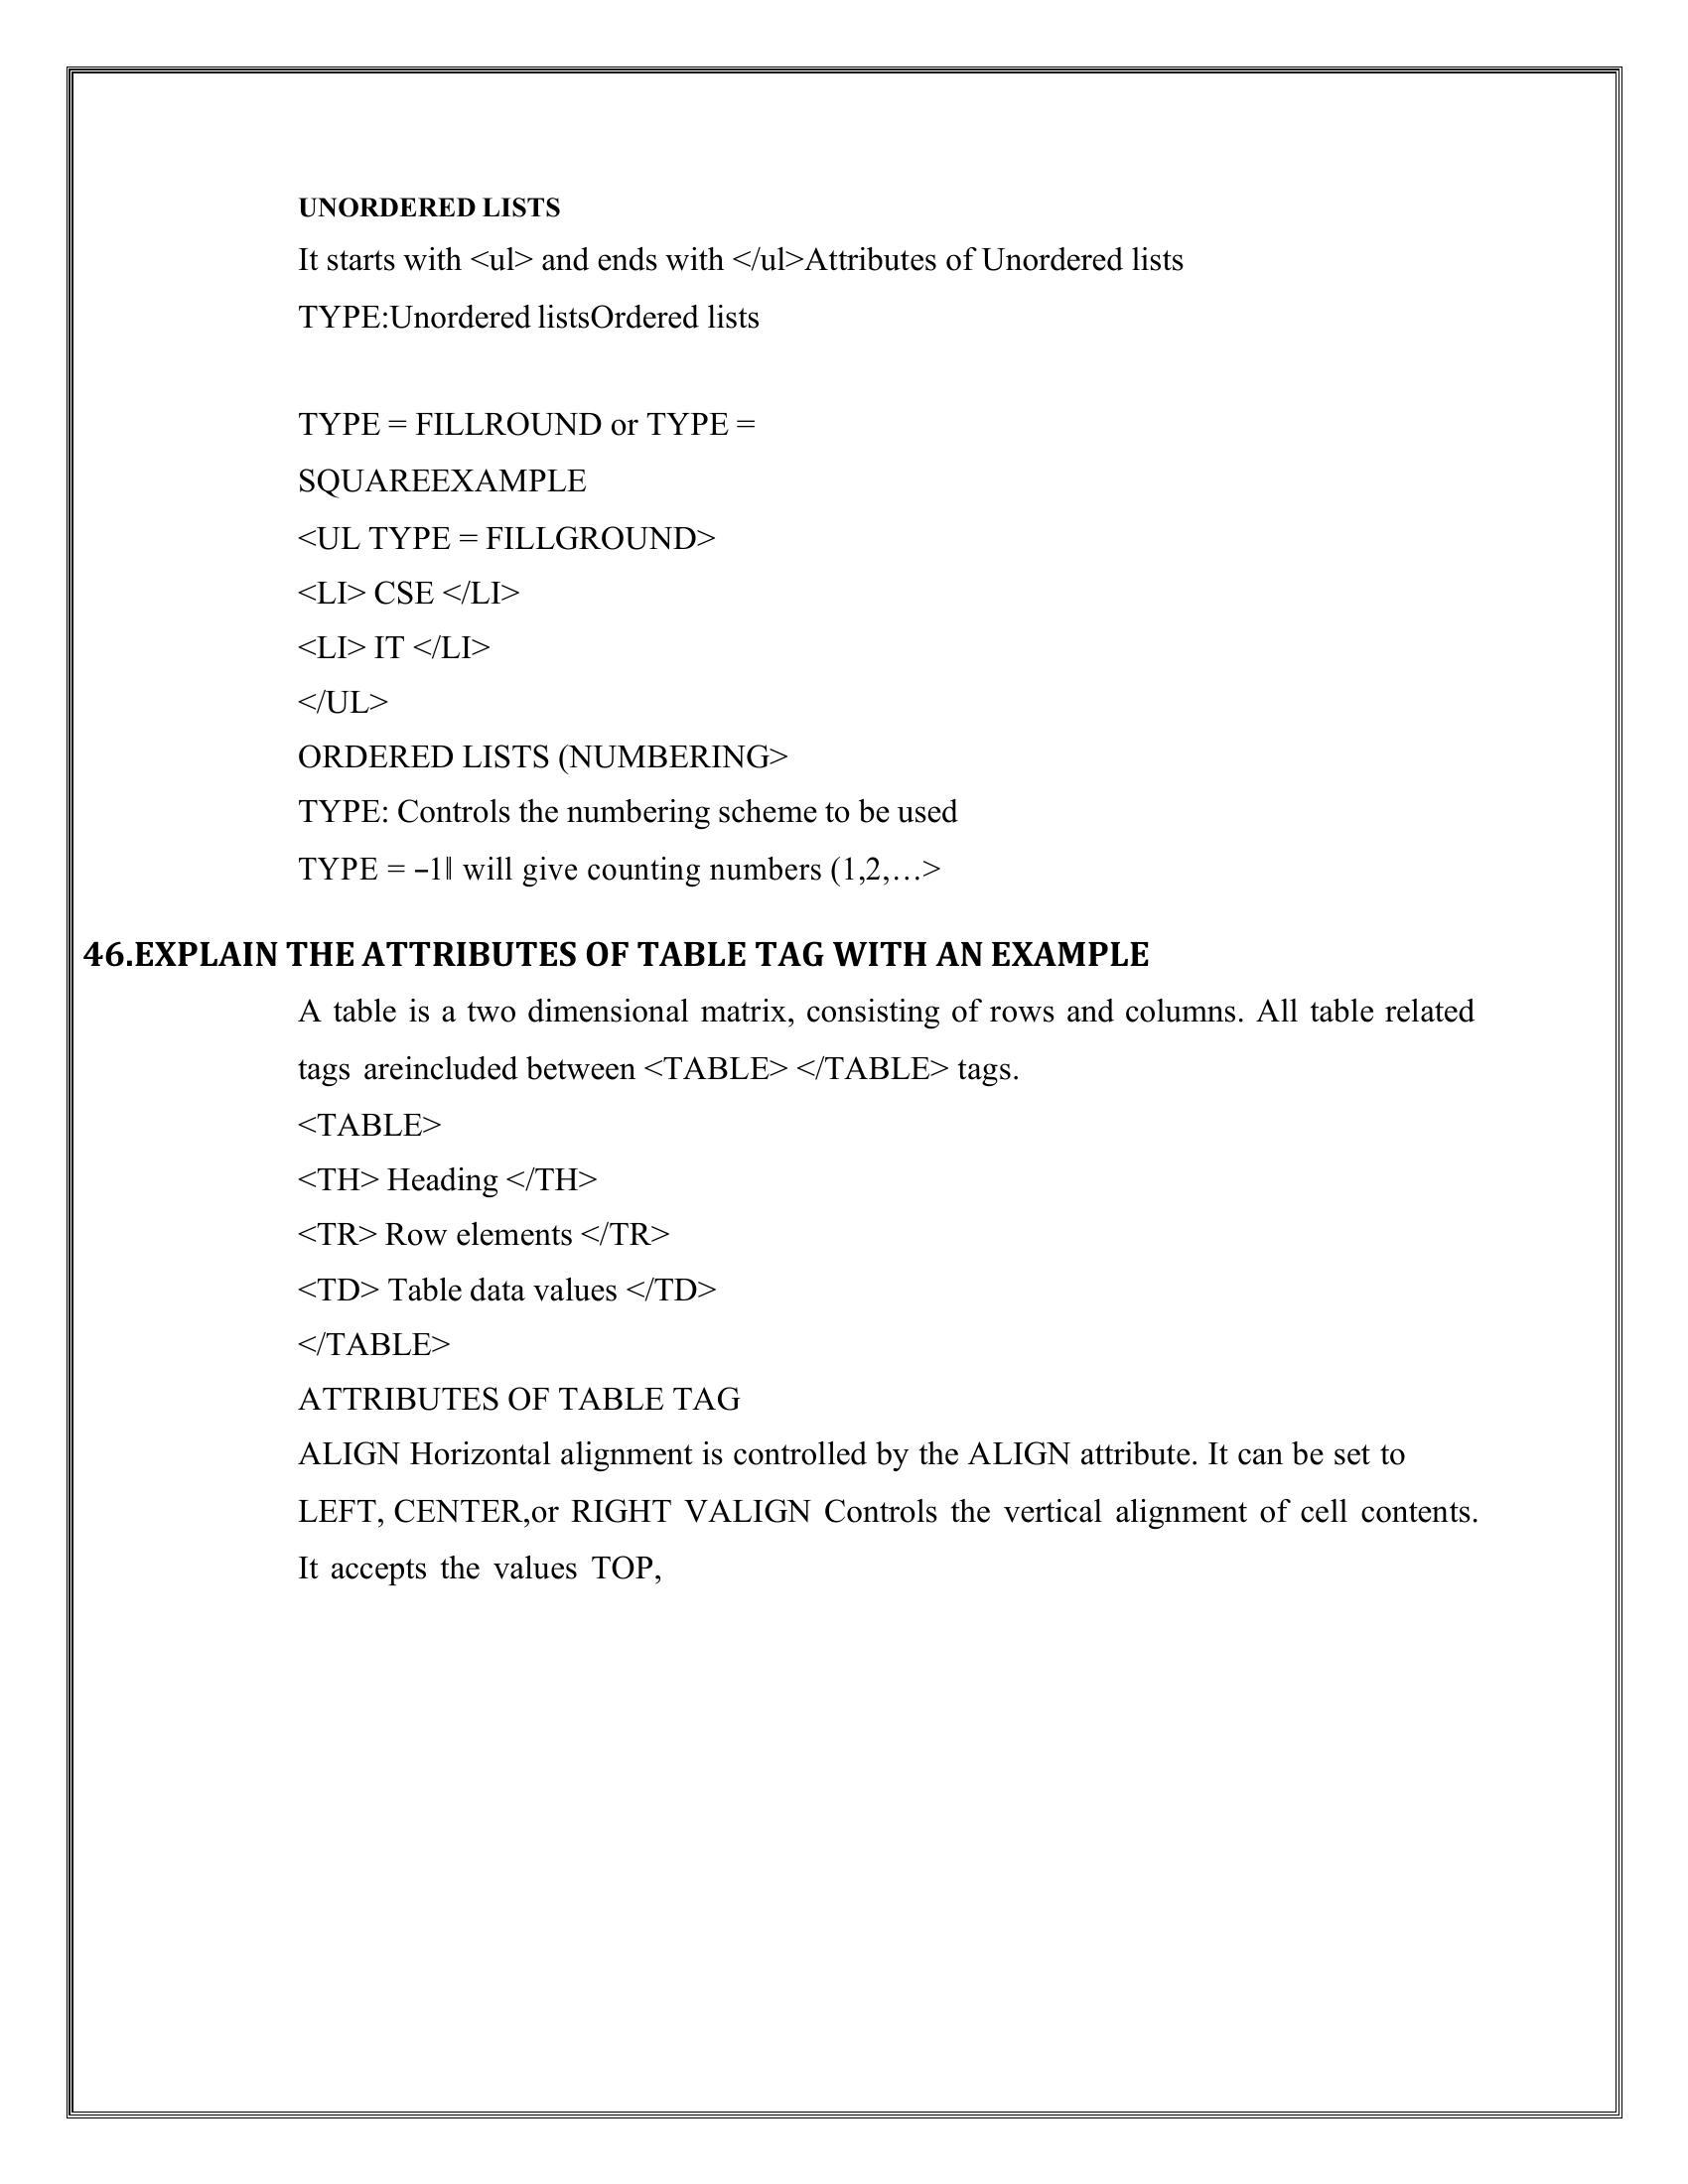 UNORDERED LISTS
It starts with <ul> and ends with </ul>Attributes of Unordered lists
TYPE:Unordered listsOrdered lists
TYPE = FILLROUND or TYPE =
SQUAREEXAMPLE
<UL TYPE = FILLGROUND>
<LI> CSE </LI>
<LI> IT </LI>
</UL>
ORDERED LISTS (NUMBERING>
TYPE: Controls the numbering scheme to be used
TYPE = ―1‖ will give counting numbers (1,2,…>
46.EXPLAIN THE ATTRIBUTES OF TABLE TAG WITH AN EXAMPLE
A table is a two dimensional matrix, consisting of rows and columns. All table related
tags areincluded between <TABLE> </TABLE> tags.
<TABLE>
<TH> Heading </TH>
<TR> Row elements </TR>
<TD> Table data values </TD>
</TABLE>
ATTRIBUTES OF TABLE TAG
ALIGN Horizontal alignment is controlled by the ALIGN attribute. It can be set to
LEFT, CENTER,or RIGHT VALIGN Controls the vertical alignment of cell contents.
It accepts the values TOP,